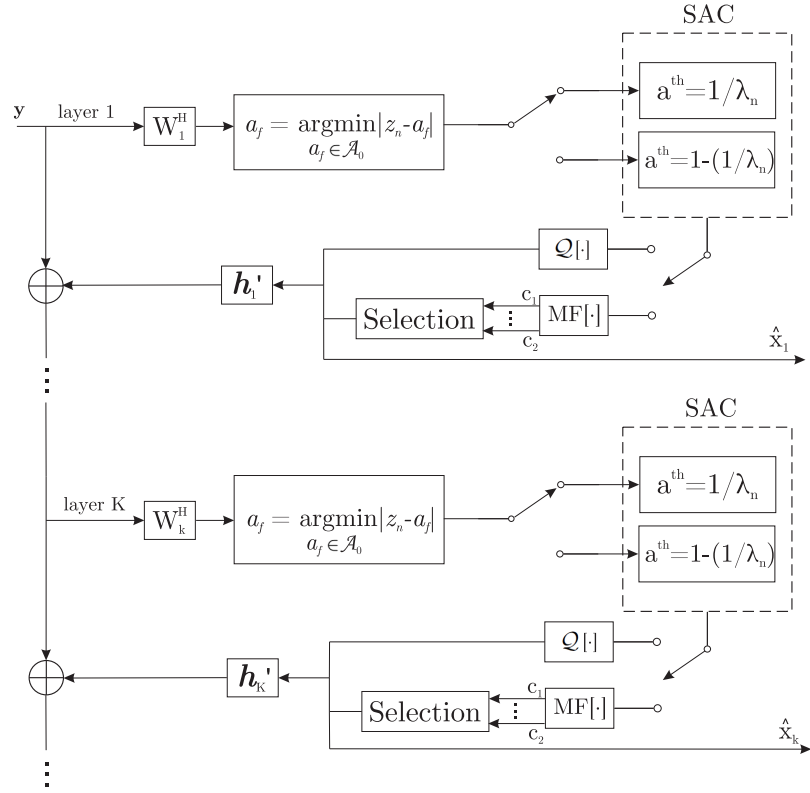 SAC
y
layer 1
W₁ᴴ
a_f = argmin|z_n-a_f|
a_f∈𝒜₀
aᵗʰ=1/λₙ
aᵗʰ=1-(1/λₙ)
𝒬[·]
h₁'
Selection
c₁
⋮
c₂
MF[·]
x̂₁
⋮
SAC
layer K
W_kᴴ
a_f = argmin|z_n-a_f|
a_f∈𝒜₀
aᵗʰ=1/λₙ
aᵗʰ=1-(1/λₙ)
𝒬[·]
h_K'
Selection
c₁
⋮
c₂
MF[·]
x̂_k
⋮